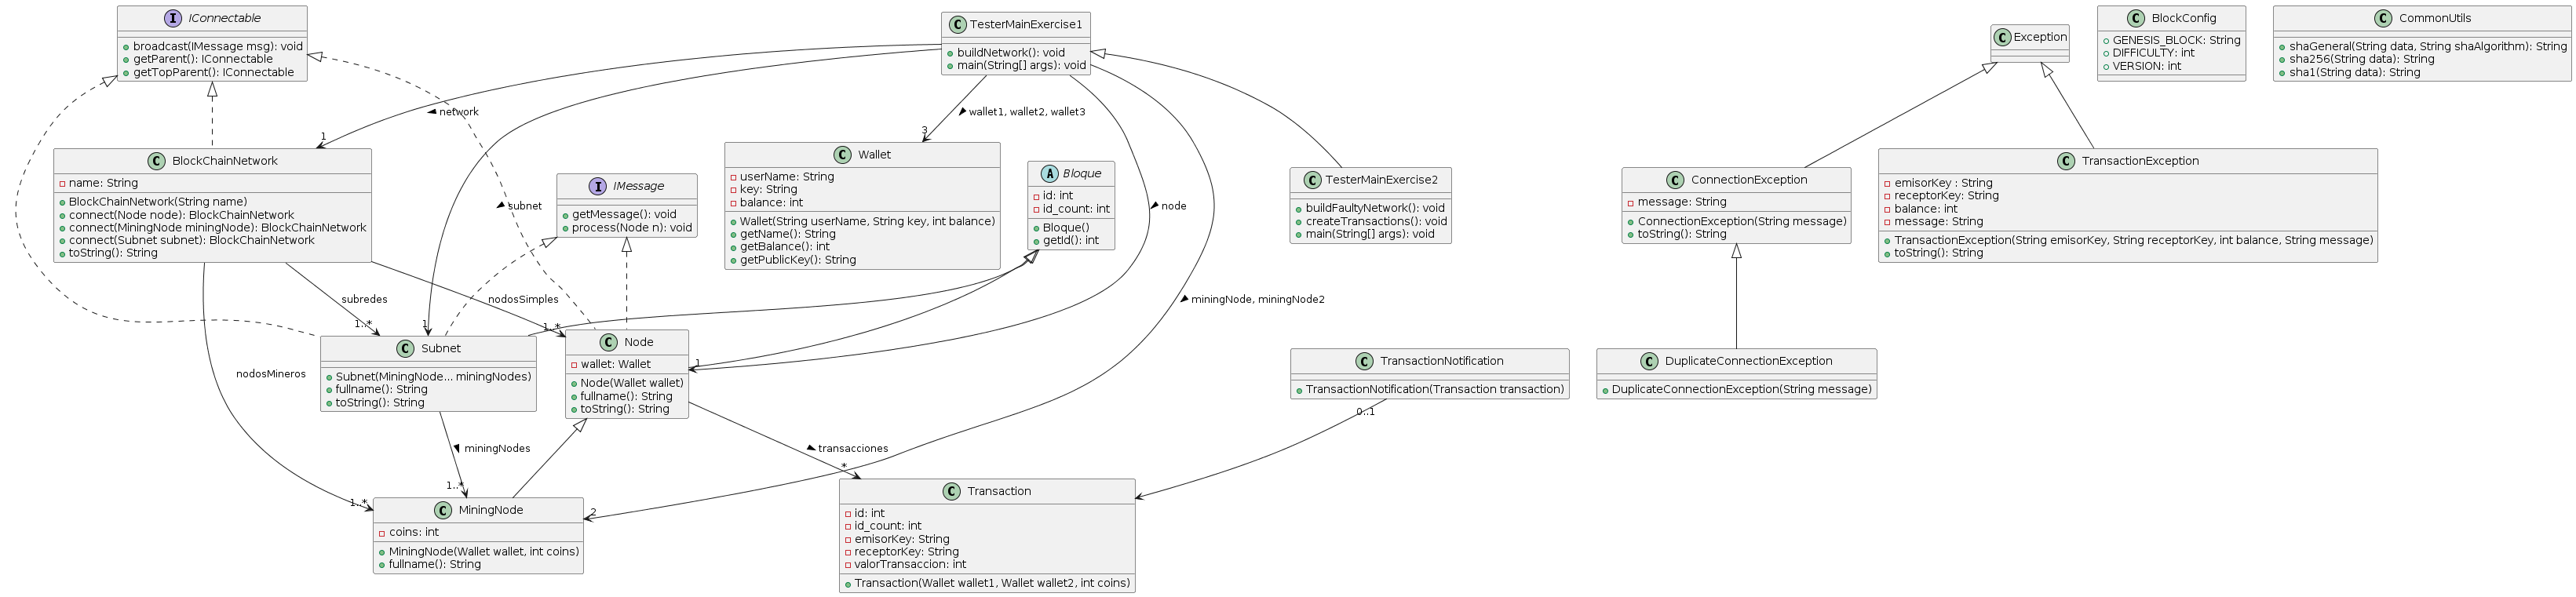 IConnectable
broadcast(IMessage msg): void
getParent(): IConnectable
getTopParent(): IConnectable
TesterMainExercise1
buildNetwork(): void
main(String[] args): void
Exception
BlockConfig
GENESIS_BLOCK: String
DIFFICULTY: int
VERSION: int
CommonUtils
shaGeneral(String data, String shaAlgorithm): String
sha256(String data): String
sha1(String data): String
network
wallet1, wallet2, wallet3
1
3
BlockChainNetwork
name: String
BlockChainNetwork(String name)
connect(Node node): BlockChainNetwork
connect(MiningNode miningNode): BlockChainNetwork
connect(Subnet subnet): BlockChainNetwork
toString(): String
IMessage
getMessage(): void
process(Node n): void
subnet
Wallet
userName: String
key: String
balance: int
Wallet(String userName, String key, int balance)
getName(): String
getBalance(): int
getPublicKey(): String
Bloque
id: int
id_count: int
Bloque()
getId(): int
node
TesterMainExercise2
buildFaultyNetwork(): void
createTransactions(): void
main(String[] args): void
ConnectionException
message: String
ConnectionException(String message)
toString(): String
TransactionException
emisorKey : String
receptorKey: String
balance: int
message: String
TransactionException(String emisorKey, String receptorKey, int balance, String message)
toString(): String
subredes
nodosSimples
miningNode, miningNode2
1..*
1
1..*
Subnet
Subnet(MiningNode... miningNodes)
fullname(): String
toString(): String
Node
wallet: Wallet
Node(Wallet wallet)
fullname(): String
toString(): String
1
nodosMineros
TransactionNotification
TransactionNotification(Transaction transaction)
0..1
DuplicateConnectionException
DuplicateConnectionException(String message)
miningNodes
transacciones
1..*
1..*
*
2
MiningNode
coins: int
MiningNode(Wallet wallet, int coins)
fullname(): String
Transaction
id: int
id_count: int
emisorKey: String
receptorKey: String
valorTransaccion: int
Transaction(Wallet wallet1, Wallet wallet2, int coins)